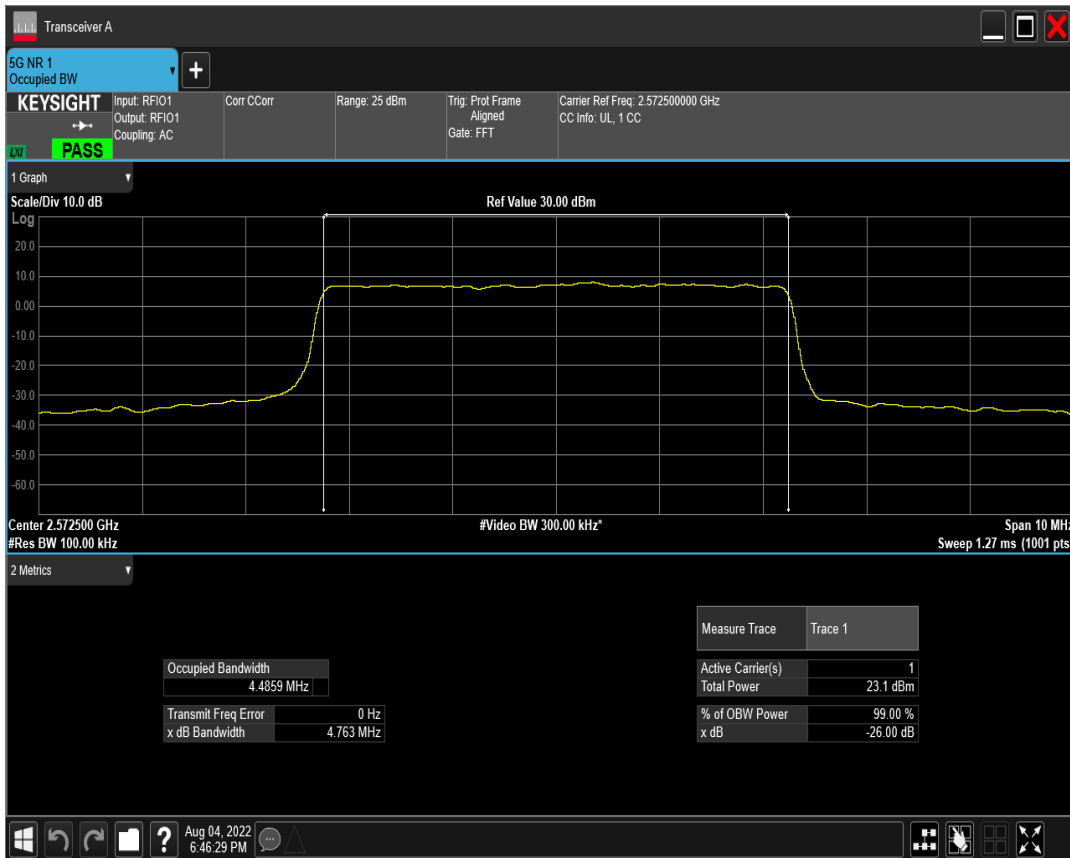 Transceiver A
5G NR 1
Occupied BW
+
KEYSIGHT
LXI
PASS
Input: RFIO1
Output: RFIO1
Coupling: AC
Corr CCorr
Range: 25 dBm
Trig: Prot Frame
Aligned
Gate: FFT
Carrier Ref Freq: 2.572500000 GHz
CC Info: UL, 1 CC
1 Graph
Scale/Div 10.0 dB
Ref Value 30.00 dBm
Log
20.0
10.0
0.00
-10.0
-20.0
-30.0
-40.0
-50.0
-60.0
Center 2.572500 GHz
#Video BW 300.00 kHz*
Span 10 MHz
#Res BW 100.00 kHz
Sweep 1.27 ms (1001 pts
2 Metrics
Measure Trace Trace 1
Occupied Bandwidth
4.4859 MHz
Active Carrier(s) 1
Total Power 23.1 dBm
Transmit Freq Error 0 Hz
x dB Bandwidth 4.763 MHz
% of OBW Power 99.00 %
x dB -26.00 dB
?
Aug 04, 2022
6:46:29 PM